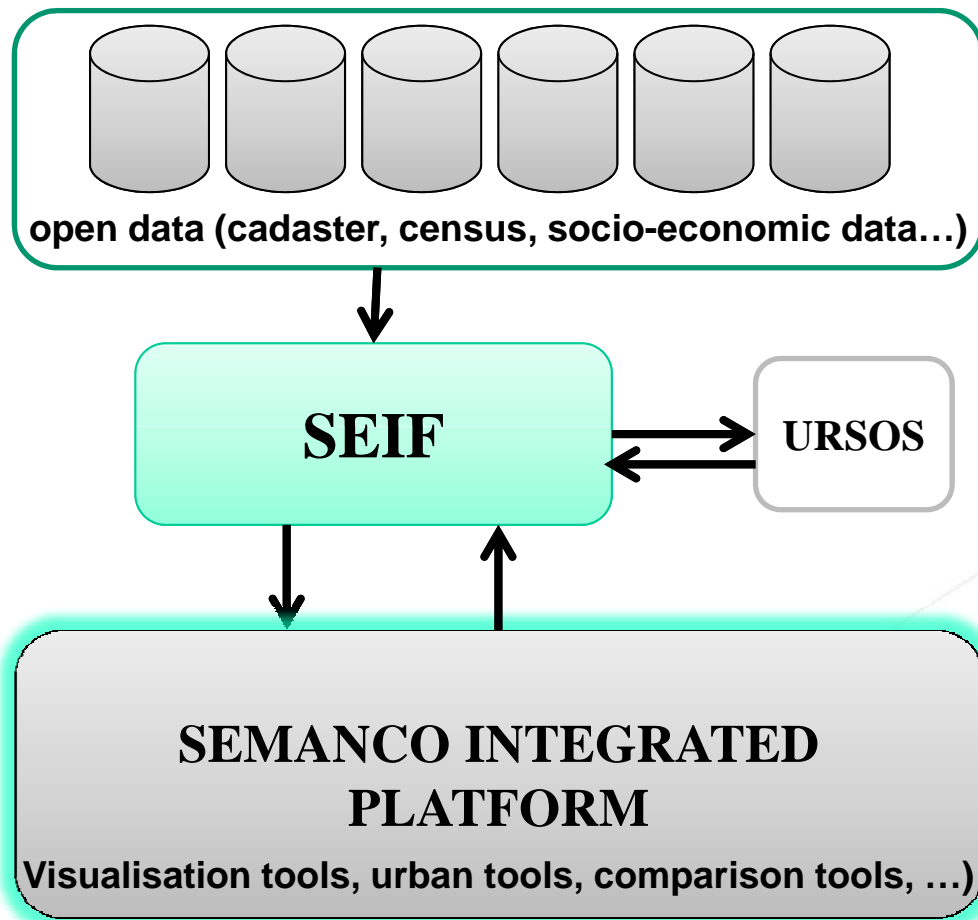 open data (cadaster, census, socio-economic data…)
SEIF
URSOS
SEMANCO INTEGRATED
PLATFORM
Visualisation tools, urban tools, comparison tools, …)